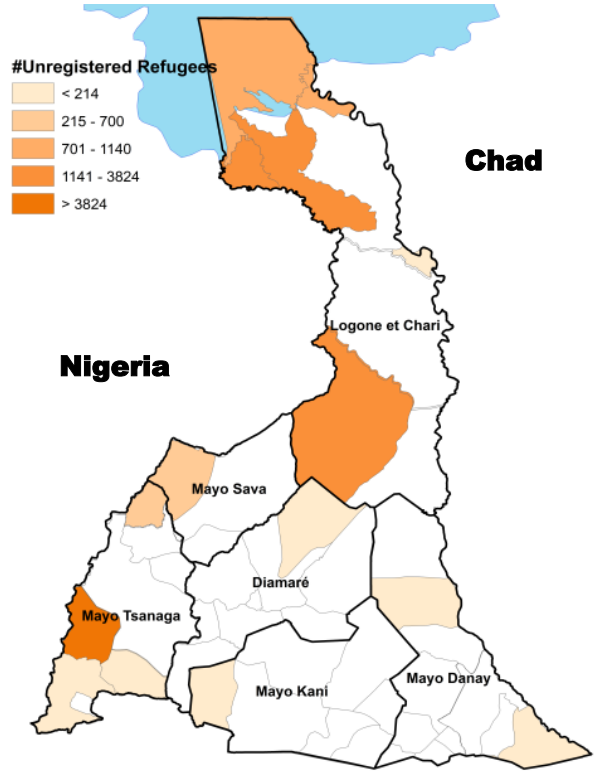 #Unregistered Refugees
< 214
215 - 700
701 - 1140
1141 - 3824
> 3824
Chad
Logone et Chari
Nigeria
Mayo Sava
Diamaré
Mayo Tsanaga
Mayo Danay
Mayo Kani